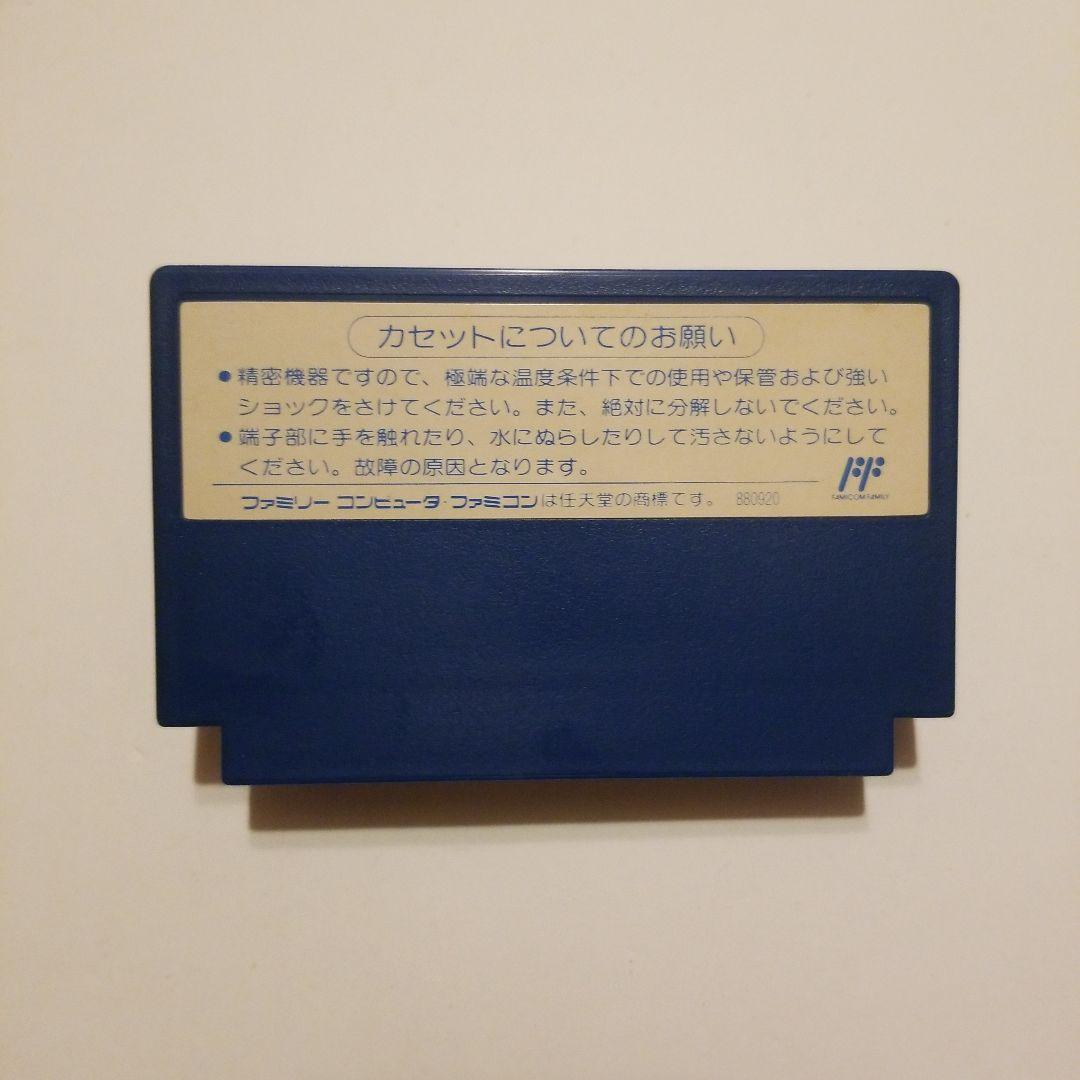 カセットについてのお願い
●精密機器ですので、極端な温度条件下での使用や保管および強い
ショックをさけてください。また、絶対に分解しないでください。
●端子部に手を触れたり、水にぬらしたりして汚さないようにして
ください。故障の原因となります。
FAMICOM FAMILY
ファミリー コンピュータ・ファミコンは任天堂の商標です。 880920